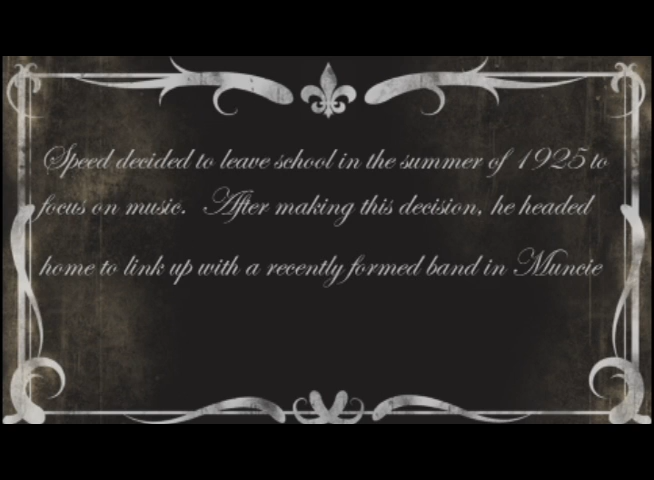 Speed decided to leave school in the summer of 1925 to
focus on music. After making this decision, he headed
home to link up with a recently formed band in Muncie